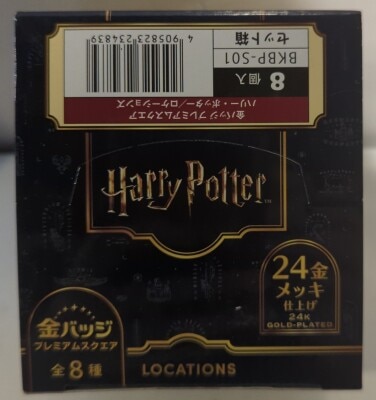 金バッジ プレミアムスクエア
ハリー・ポッター/ロケーションズ
8個入
BKBP-S01
セット箱
4 905823 234839
Harry Potter
24金
メッキ
仕上げ
24K
GOLD-PLATED
金バッジ
プレミアムスクエア
全8種
LOCATIONS